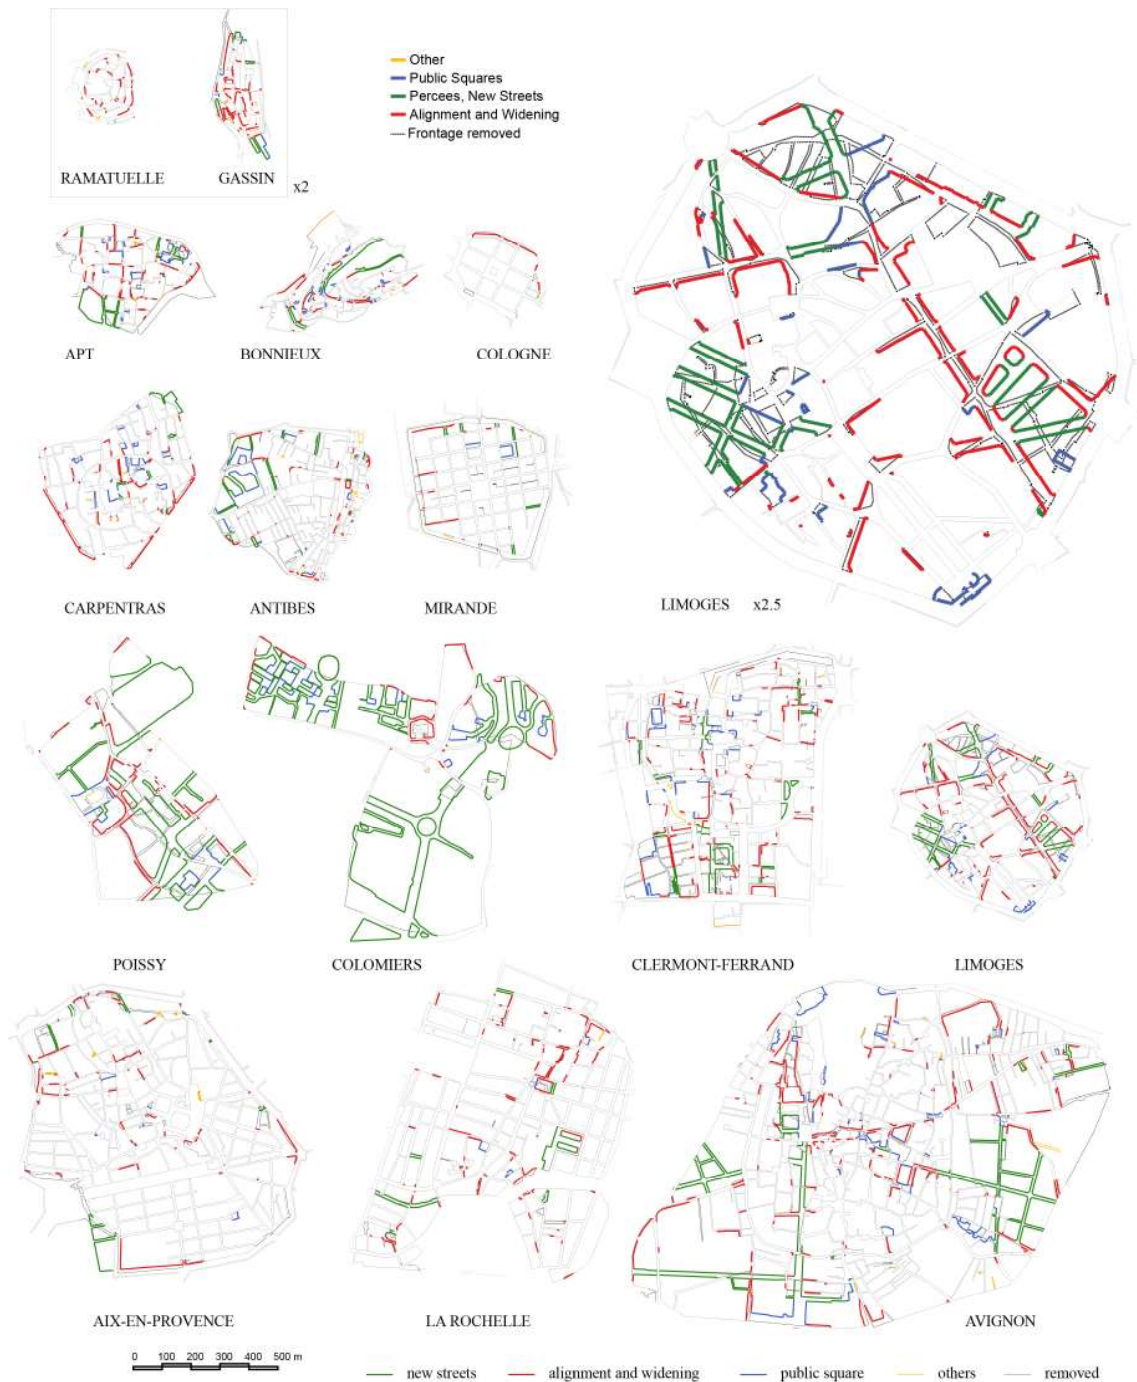 Other
Public Squares
Percees, New Streets
Alignment and Widening
Frontage removed
RAMATUELLE GASSIN x2
APT BONNIEUX COLOGNE
CARPENTRAS ANTIBES MIRANDE
LIMOGES x2.5
POISSY COLOMIERS CLERMONT-FERRAND LIMOGES
AIX-EN-PROVENCE LA ROCHELLE AVIGNON
0 100 200 300 400 500 m
new streets alignment and widening public square others removed